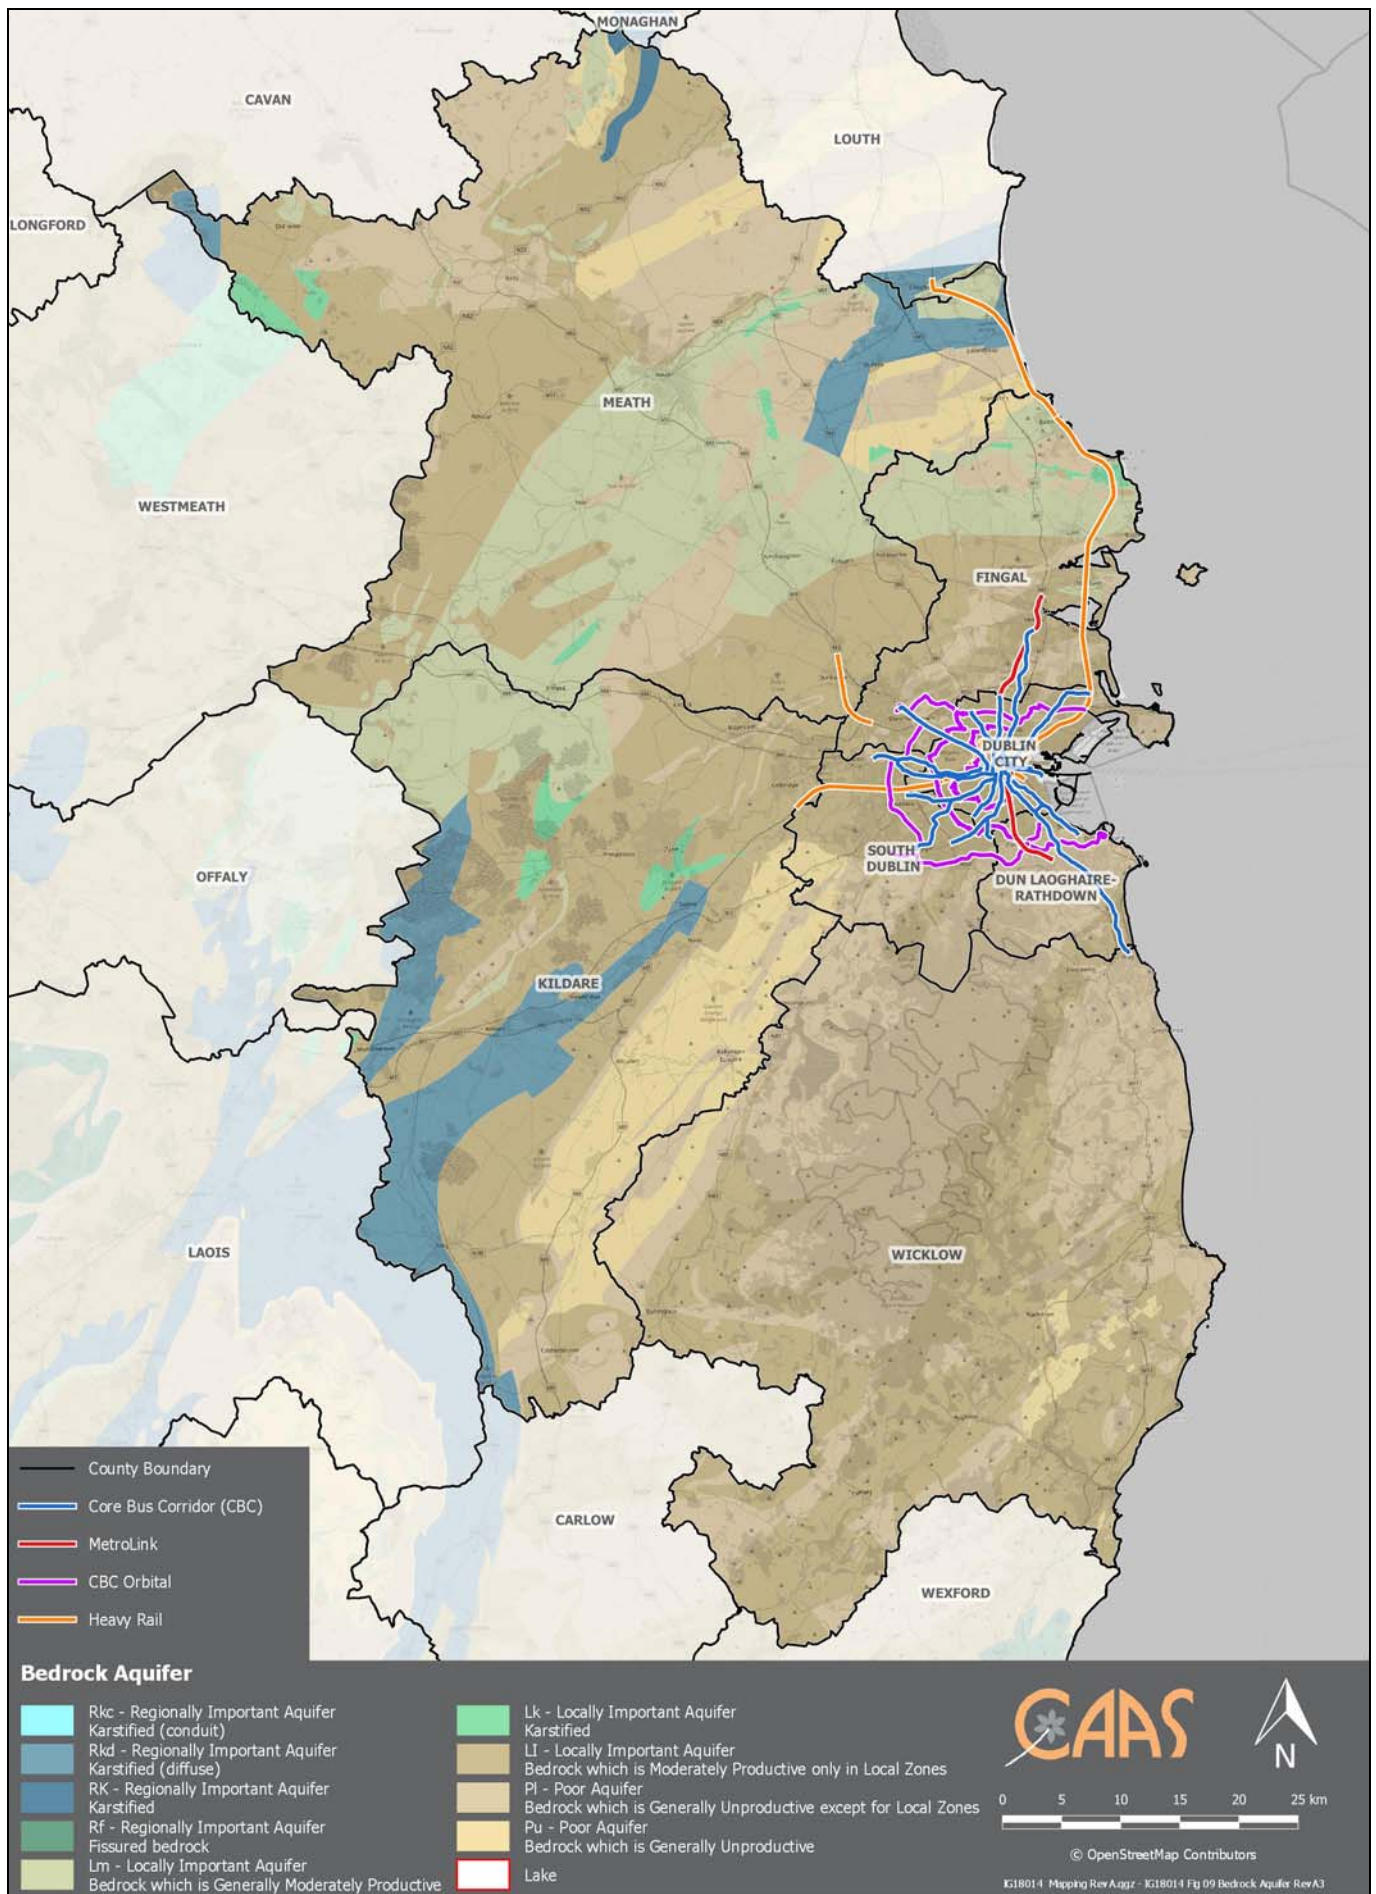 MONAGHAN
CAVAN
LOUTH
LONGFORD
MEATH
WESTMEATH
FINGAL
DUBLIN
CITY
SOUTH
DUBLIN
DUN LAOGHAIRE-
RATHDOWN
OFFALY
KILDARE
LAOIS
WICKLOW
CARLOW
WEXFORD
County Boundary
Core Bus Corridor (CBC)
MetroLink
CBC Orbital
Heavy Rail
Bedrock Aquifer
Rkc - Regionally Important Aquifer
Karstified (conduit)
Rkd - Regionally Important Aquifer
Karstified (diffuse)
RK - Regionally Important Aquifer
Karstified
Rf - Regionally Important Aquifer
Fissured bedrock
Lm - Locally Important Aquifer
Bedrock which is Generally Moderately Productive
Lk - Locally Important Aquifer
Karstified
LI - Locally Important Aquifer
Bedrock which is Moderately Productive only in Local Zones
Pl - Poor Aquifer
Bedrock which is Generally Unproductive except for Local Zones
Pu - Poor Aquifer
Bedrock which is Generally Unproductive
Lake
CAAS
N
0 5 10 15 20 25 km
© OpenStreetMap Contributors
IG18014 Mapping RevA.qgz - IG18014 Fig 09 Bedrock Aquifer RevA3